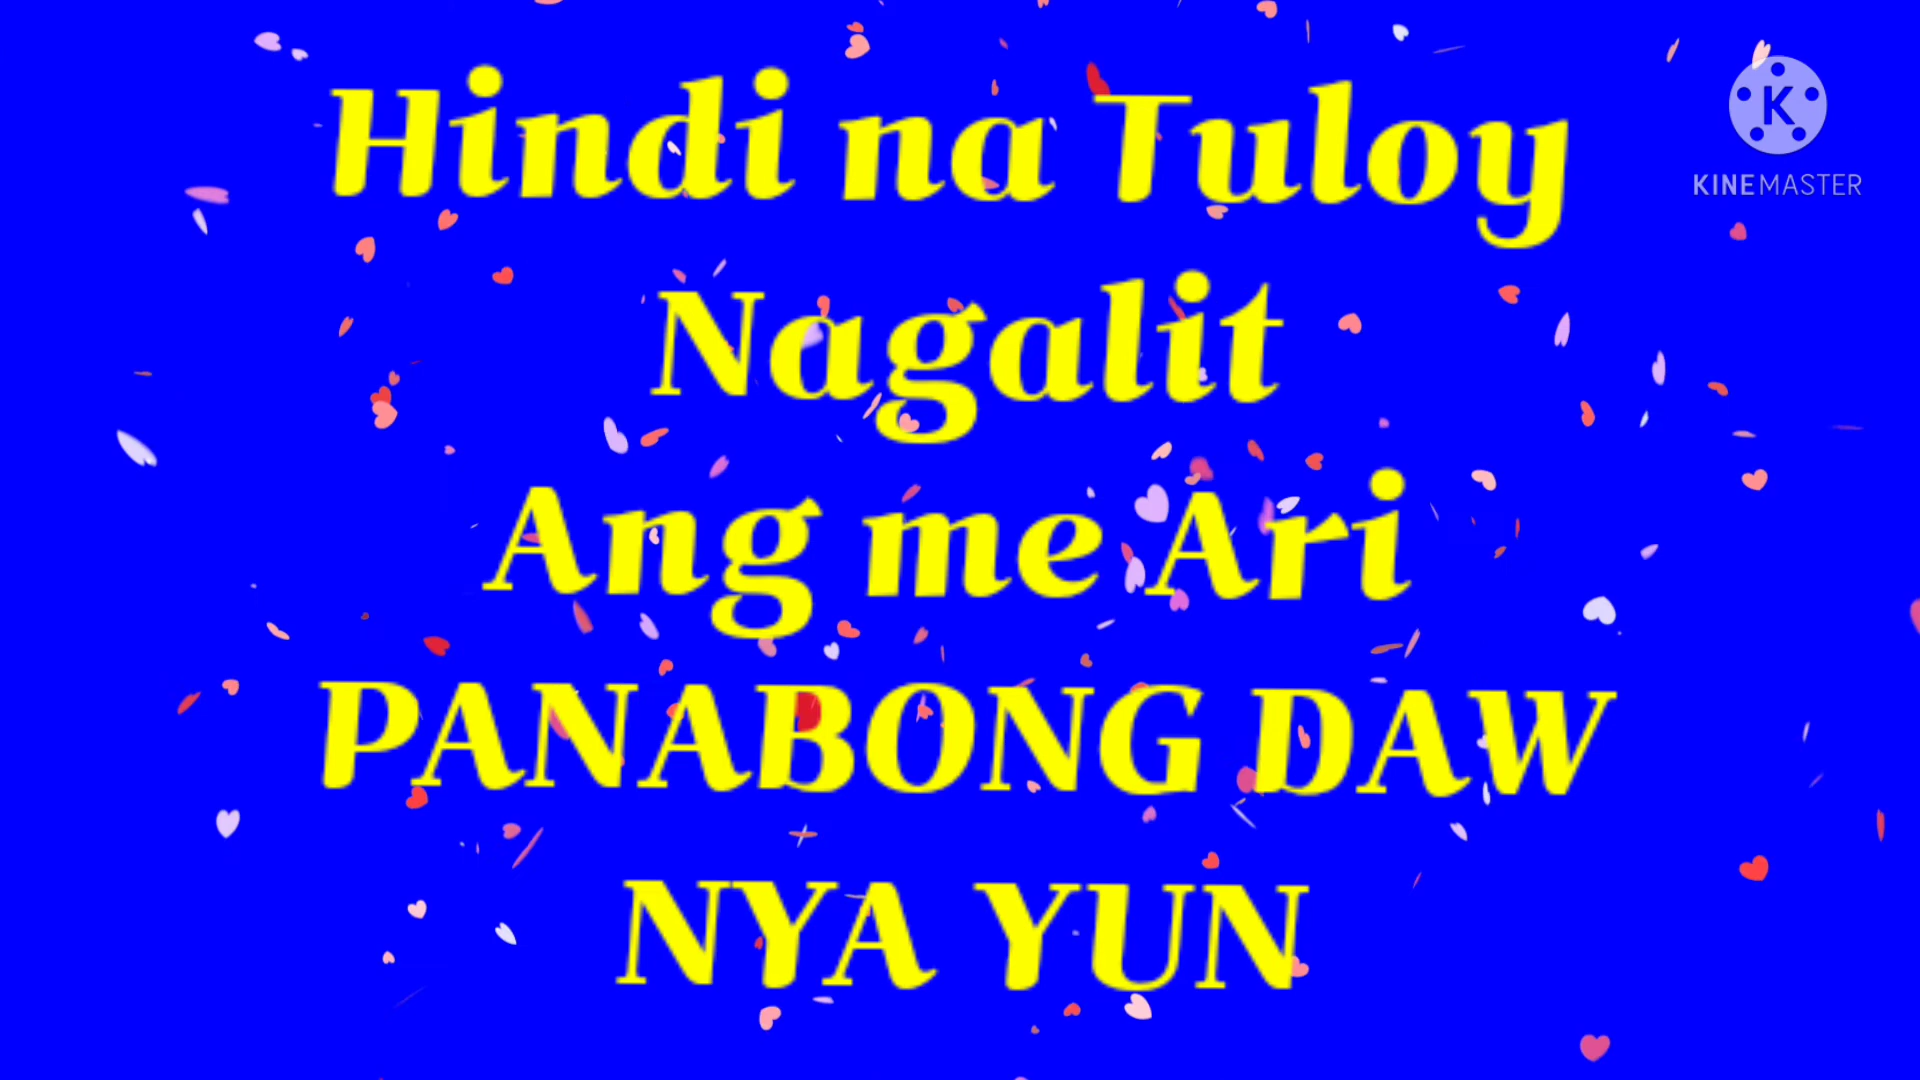 Hindi na Tuloy
Nagalit
Ang me Ari
PANABONG DAW
NYA YUN
K
KINEMASTER